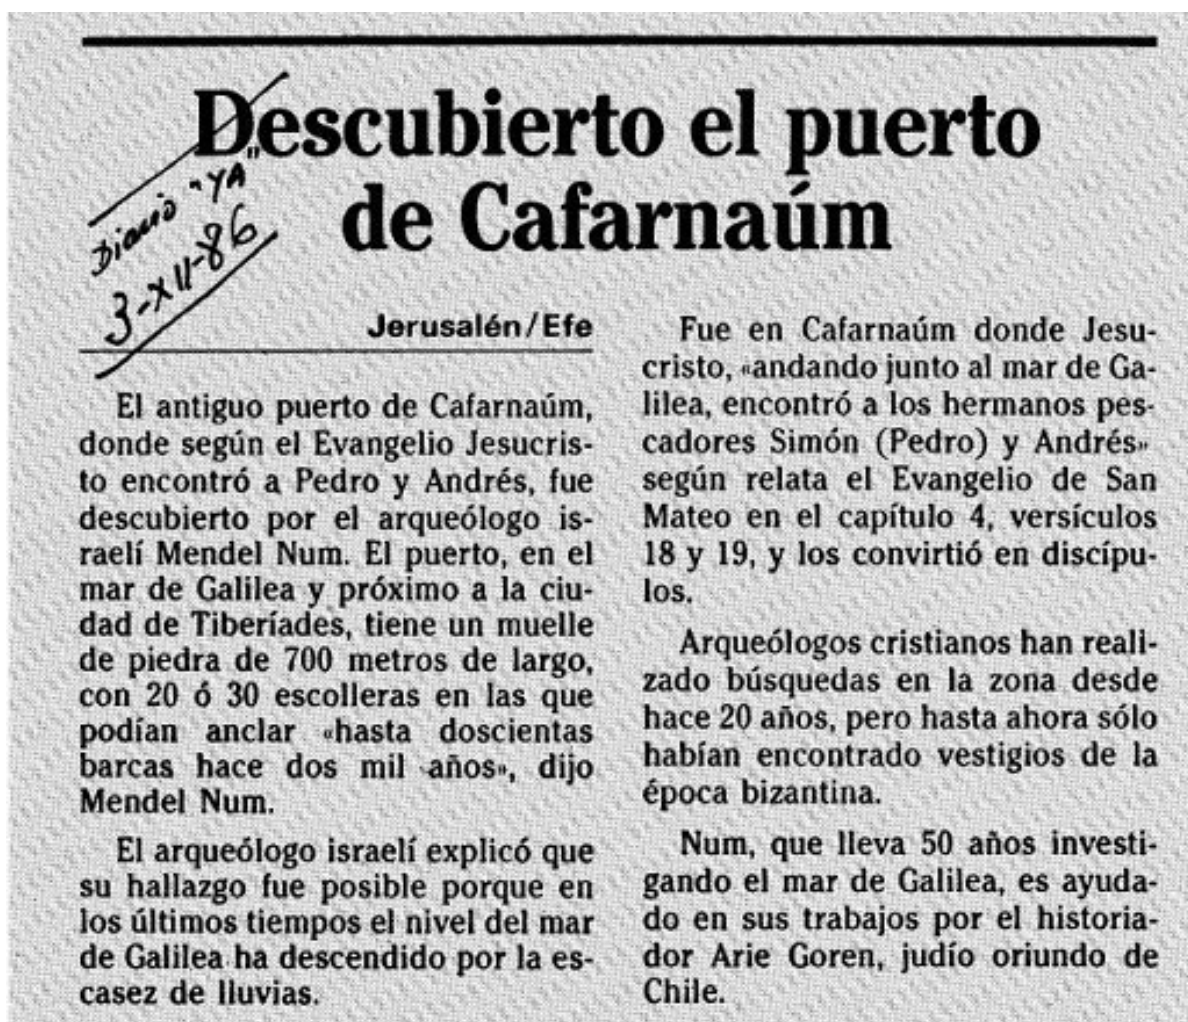 Descubierto el puerto
de Cafarnaúm
Diario "YA"
3-XII-86
Jerusalén/Efe
El antiguo puerto de Cafarnaúm,
donde según el Evangelio Jesucris-
to encontró a Pedro y Andrés, fue
descubierto por el arqueólogo is-
raelí Mendel Num. El puerto, en el
mar de Galilea y próximo a la ciu-
dad de Tiberíades, tiene un muelle
de piedra de 700 metros de largo,
con 20 ó 30 escolleras en las que
podían anclar «hasta doscientas
barcas hace dos mil años», dijo
Mendel Num.
El arqueólogo israelí explicó que
su hallazgo fue posible porque en
los últimos tiempos el nivel del mar
de Galilea ha descendido por la es-
casez de lluvias.
Fue en Cafarnaúm donde Jesu-
cristo, «andando junto al mar de Ga-
lilea, encontró a los hermanos pes-
cadores Simón (Pedro) y Andrés»
según relata el Evangelio de San
Mateo en el capítulo 4, versículos
18 y 19, y los convirtió en discípu-
los.
Arqueólogos cristianos han reali-
zado búsquedas en la zona desde
hace 20 años, pero hasta ahora sólo
habían encontrado vestigios de la
época bizantina.
Num, que lleva 50 años investi-
gando el mar de Galilea, es ayuda-
do en sus trabajos por el historia-
dor Arie Goren, judío oriundo de
Chile.